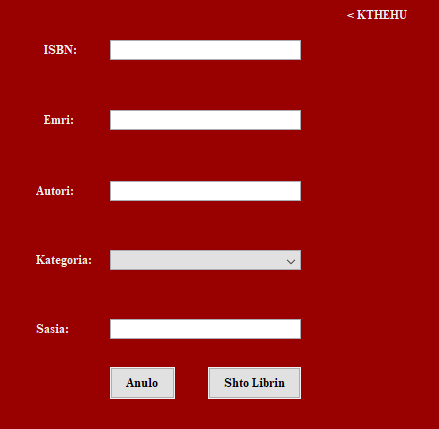 < KTHEHU
ISBN:
Emri:
Autori:
Kategoria:
Sasia:
Anulo Shto Librin